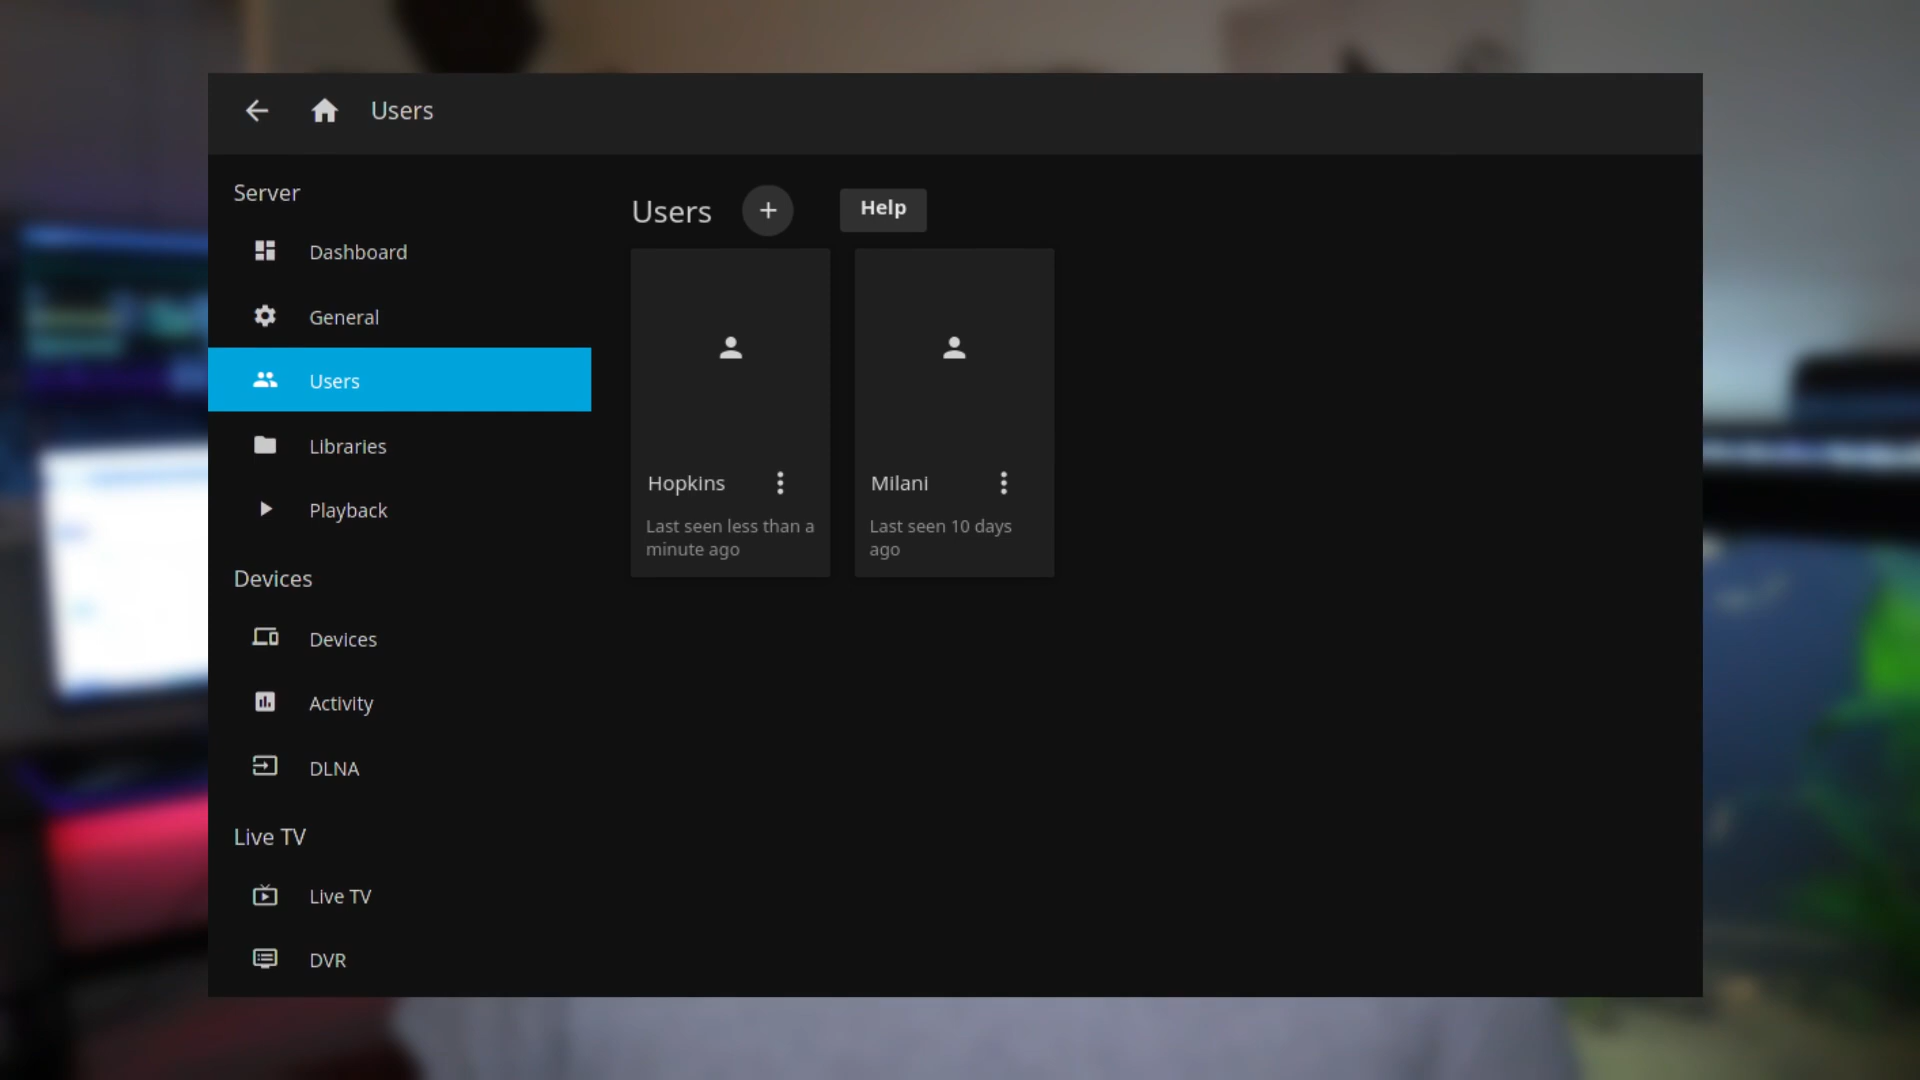 Users
Server
Dashboard
General
Users
Libraries
Playback
Devices
Devices
Activity
DLNA
Live TV
Live TV
DVR
Users
Help
Hopkins
Last seen less than a
minute ago
Milani
Last seen 10 days
ago